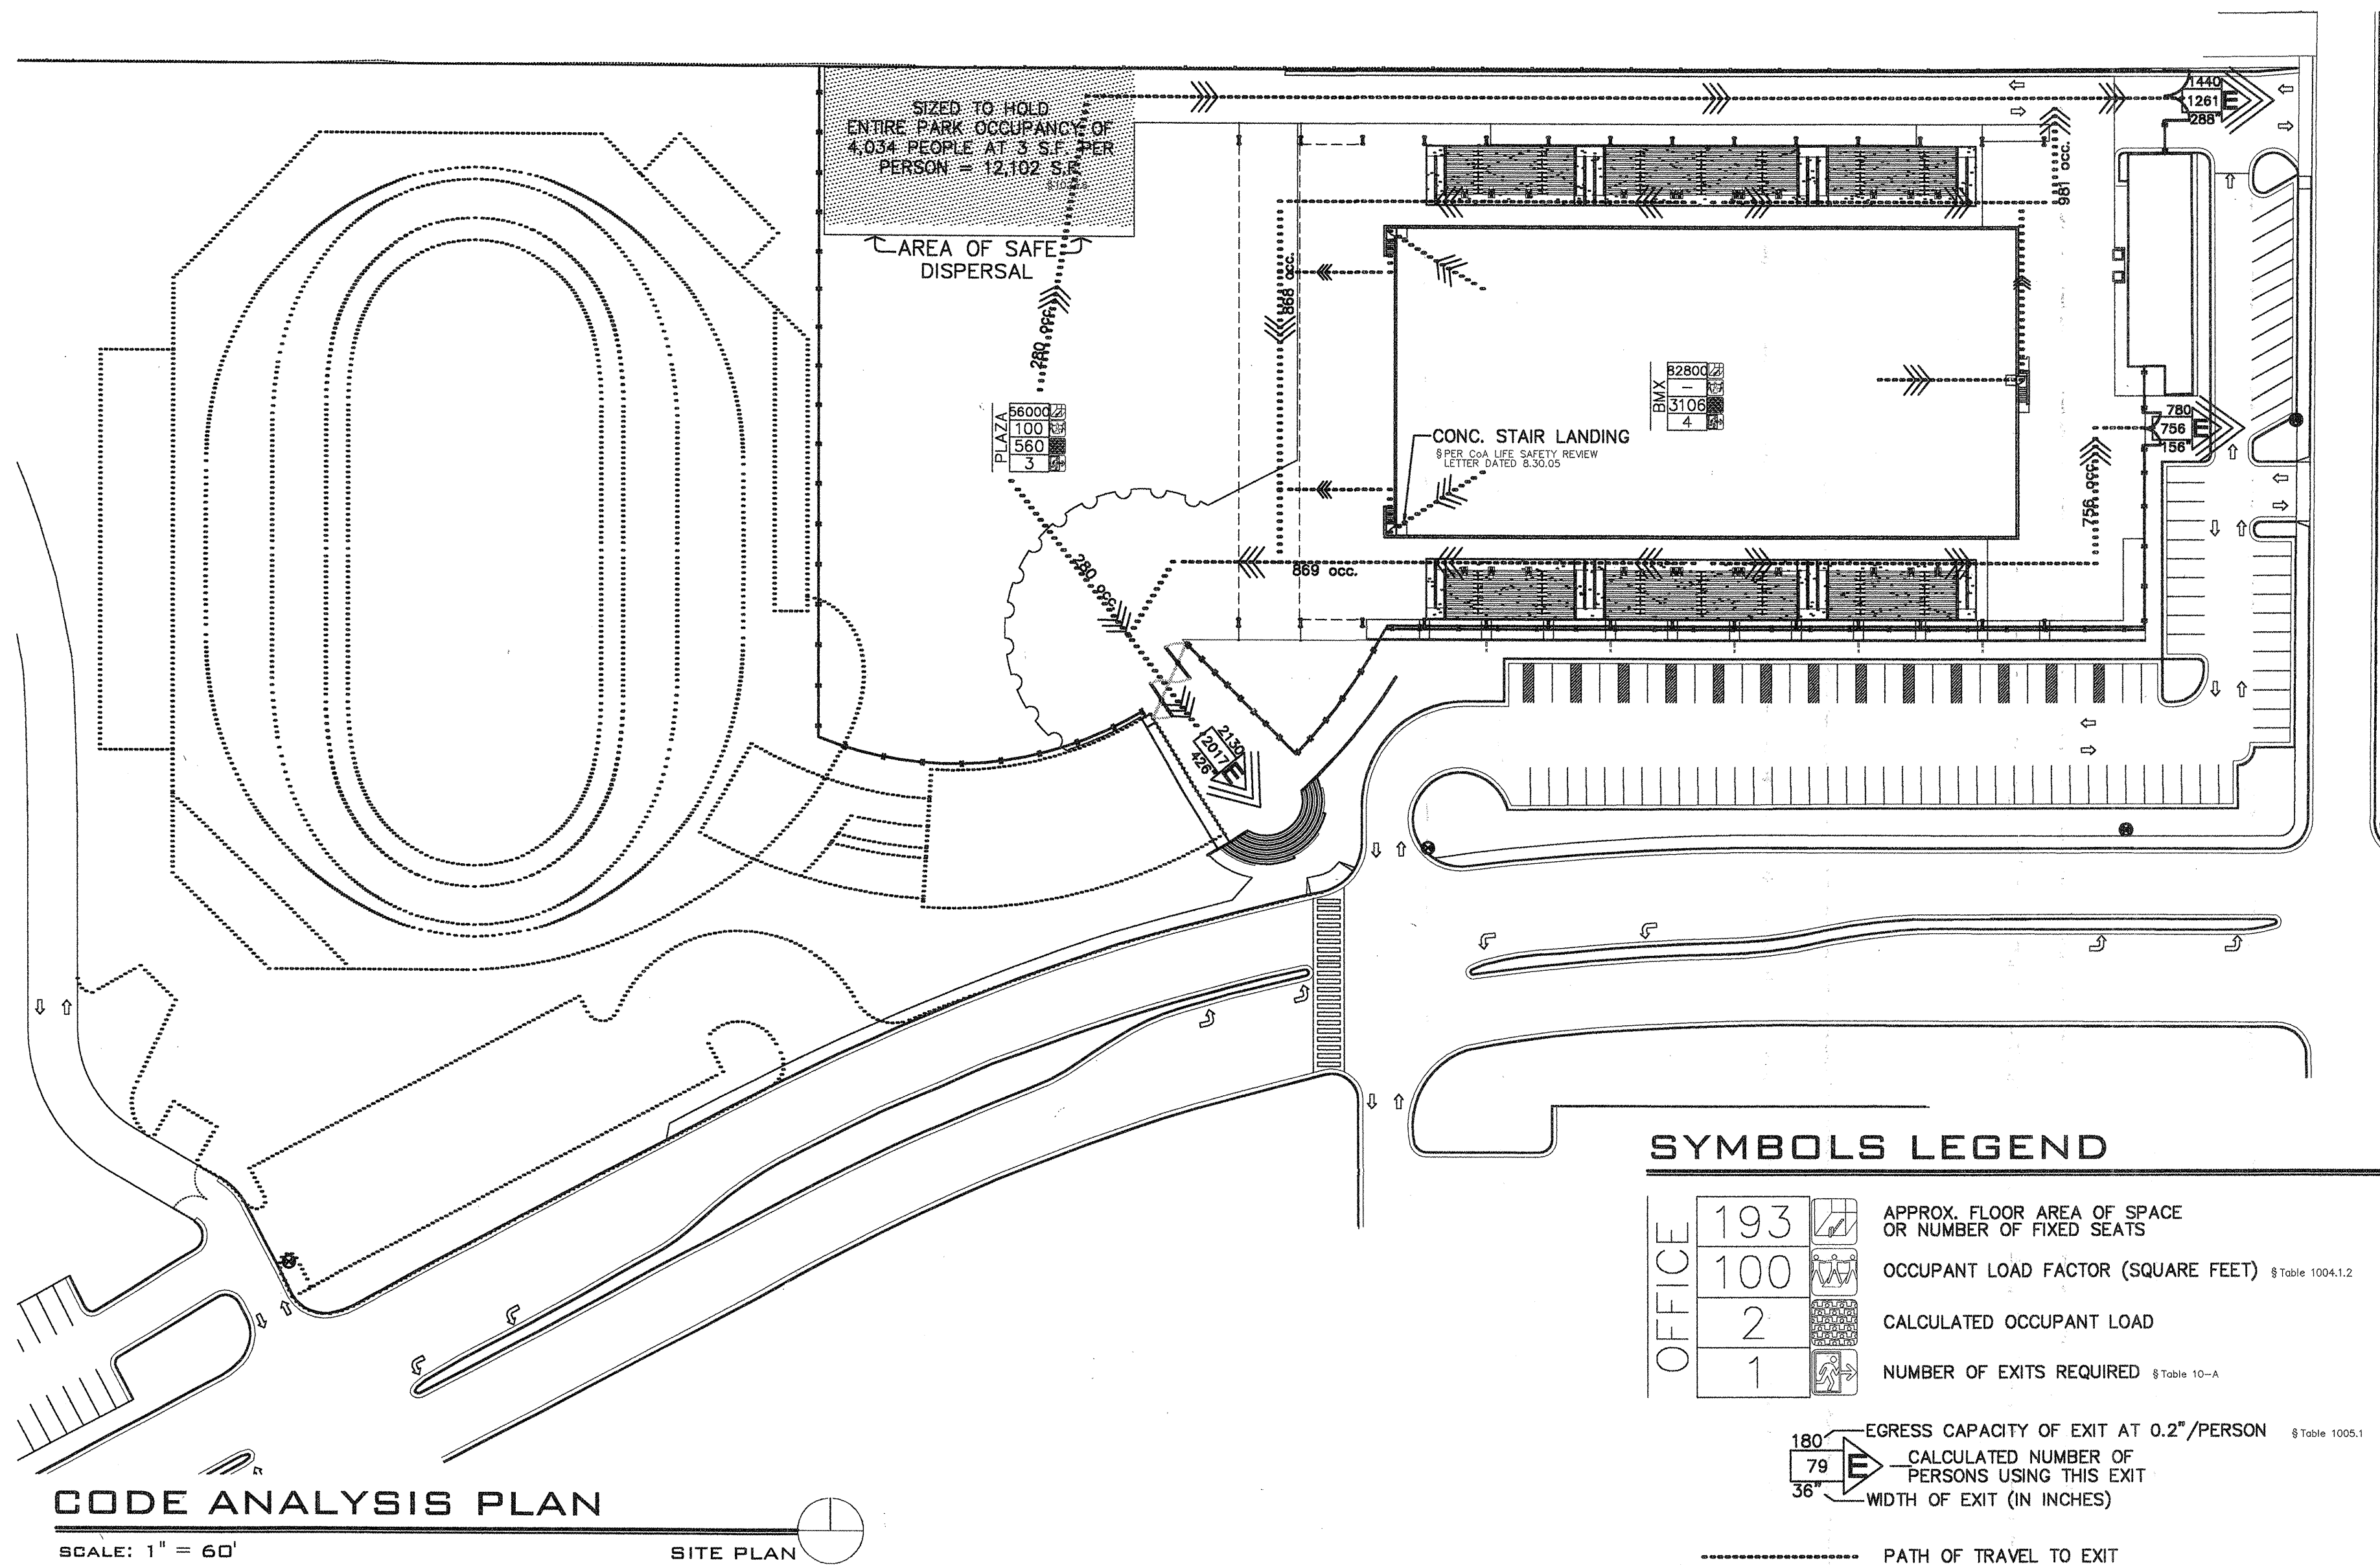 SIZED TO HOLD
ENTIRE PARK OCCUPANCY OF
4,034 PEOPLE AT 3 S.F. PER
PERSON = 12,102 S.F.
AREA OF SAFE
DISPERSAL
280 occ.
PLAZA
56000
100
560
3
280 occ.
868 occ.
869 occ.
981 occ.
756 occ.
1440
1261
E
288"
780
756
E
156"
2130
2017
E
426"
BMX
82800
–
3106
4
CONC. STAIR LANDING
§ PER CoA LIFE SAFETY REVIEW
LETTER DATED 8.30.05
SYMBOLS LEGEND
OFFICE
193
APPROX. FLOOR AREA OF SPACE
OR NUMBER OF FIXED SEATS
100
OCCUPANT LOAD FACTOR (SQUARE FEET) § Table 1004.1.2
2
CALCULATED OCCUPANT LOAD
1
NUMBER OF EXITS REQUIRED § Table 10-A
180
EGRESS CAPACITY OF EXIT AT 0.2"/PERSON § Table 1005.1
79
E
CALCULATED NUMBER OF
PERSONS USING THIS EXIT
36"
WIDTH OF EXIT (IN INCHES)
PATH OF TRAVEL TO EXIT
CODE ANALYSIS PLAN
SCALE: 1" = 60'
SITE PLAN